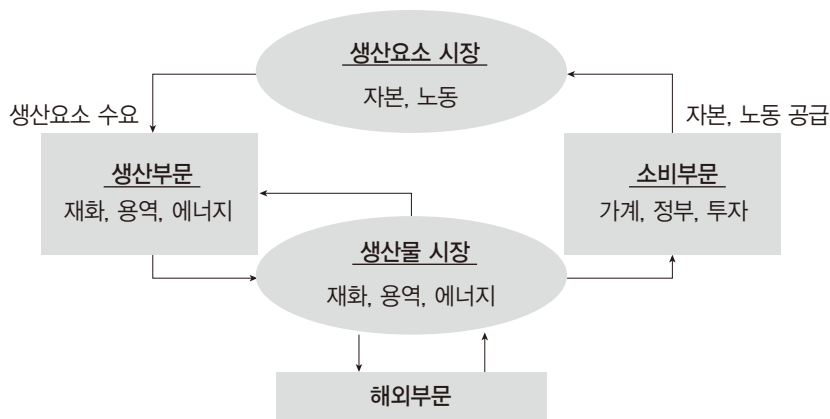 생산요소 시장
자본, 노동
생산요소 수요
자본, 노동 공급
생산부문
재화, 용역, 에너지
소비부문
가계, 정부, 투자
생산물 시장
재화, 용역, 에너지
해외부문